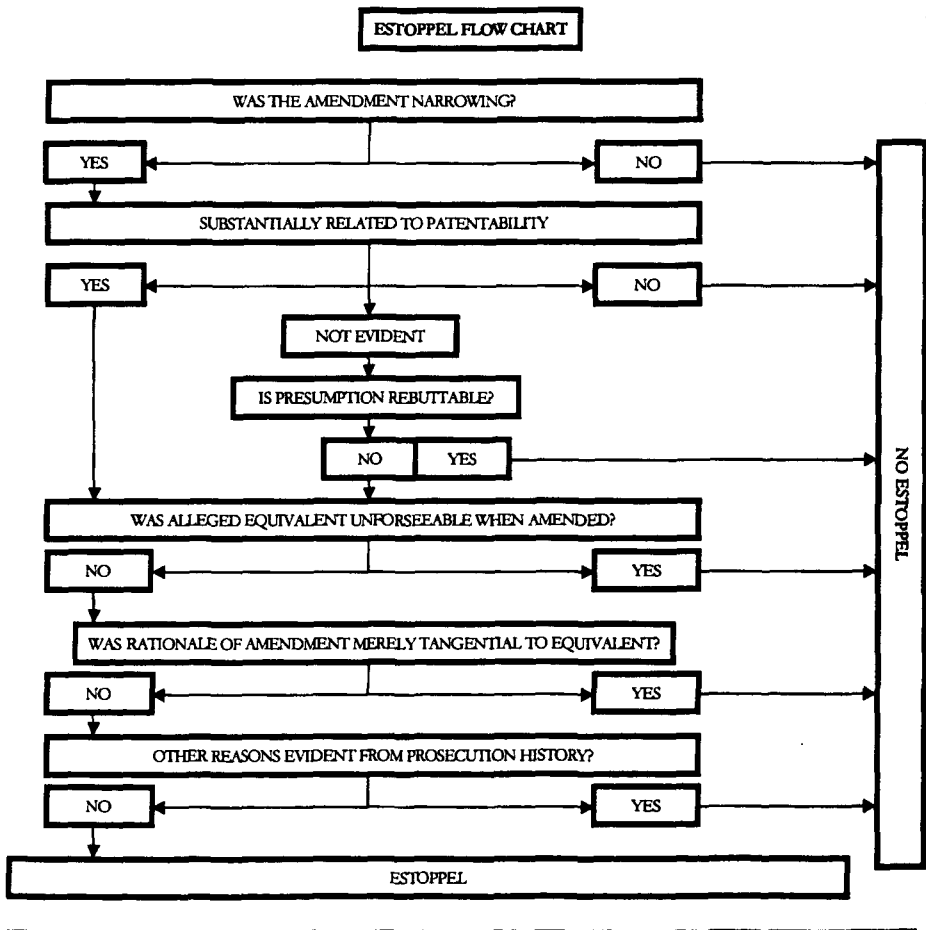 ESTOPPEL FLOW CHART
WAS THE AMENDMENT NARROWING?
YES
NO
SUBSTANTIALLY RELATED TO PATENTABILITY
YES
NO
NOT EVIDENT
IS PRESUMPTION REBUTTABLE?
NO
YES
WAS ALLEGED EQUIVALENT UNFORSEEABLE WHEN AMENDED?
NO
YES
WAS RATIONALE OF AMENDMENT MERELY TANGENTIAL TO EQUIVALENT?
NO
YES
OTHER REASONS EVIDENT FROM PROSECUTION HISTORY?
NO
YES
ESTOPPEL
NO ESTOPPEL